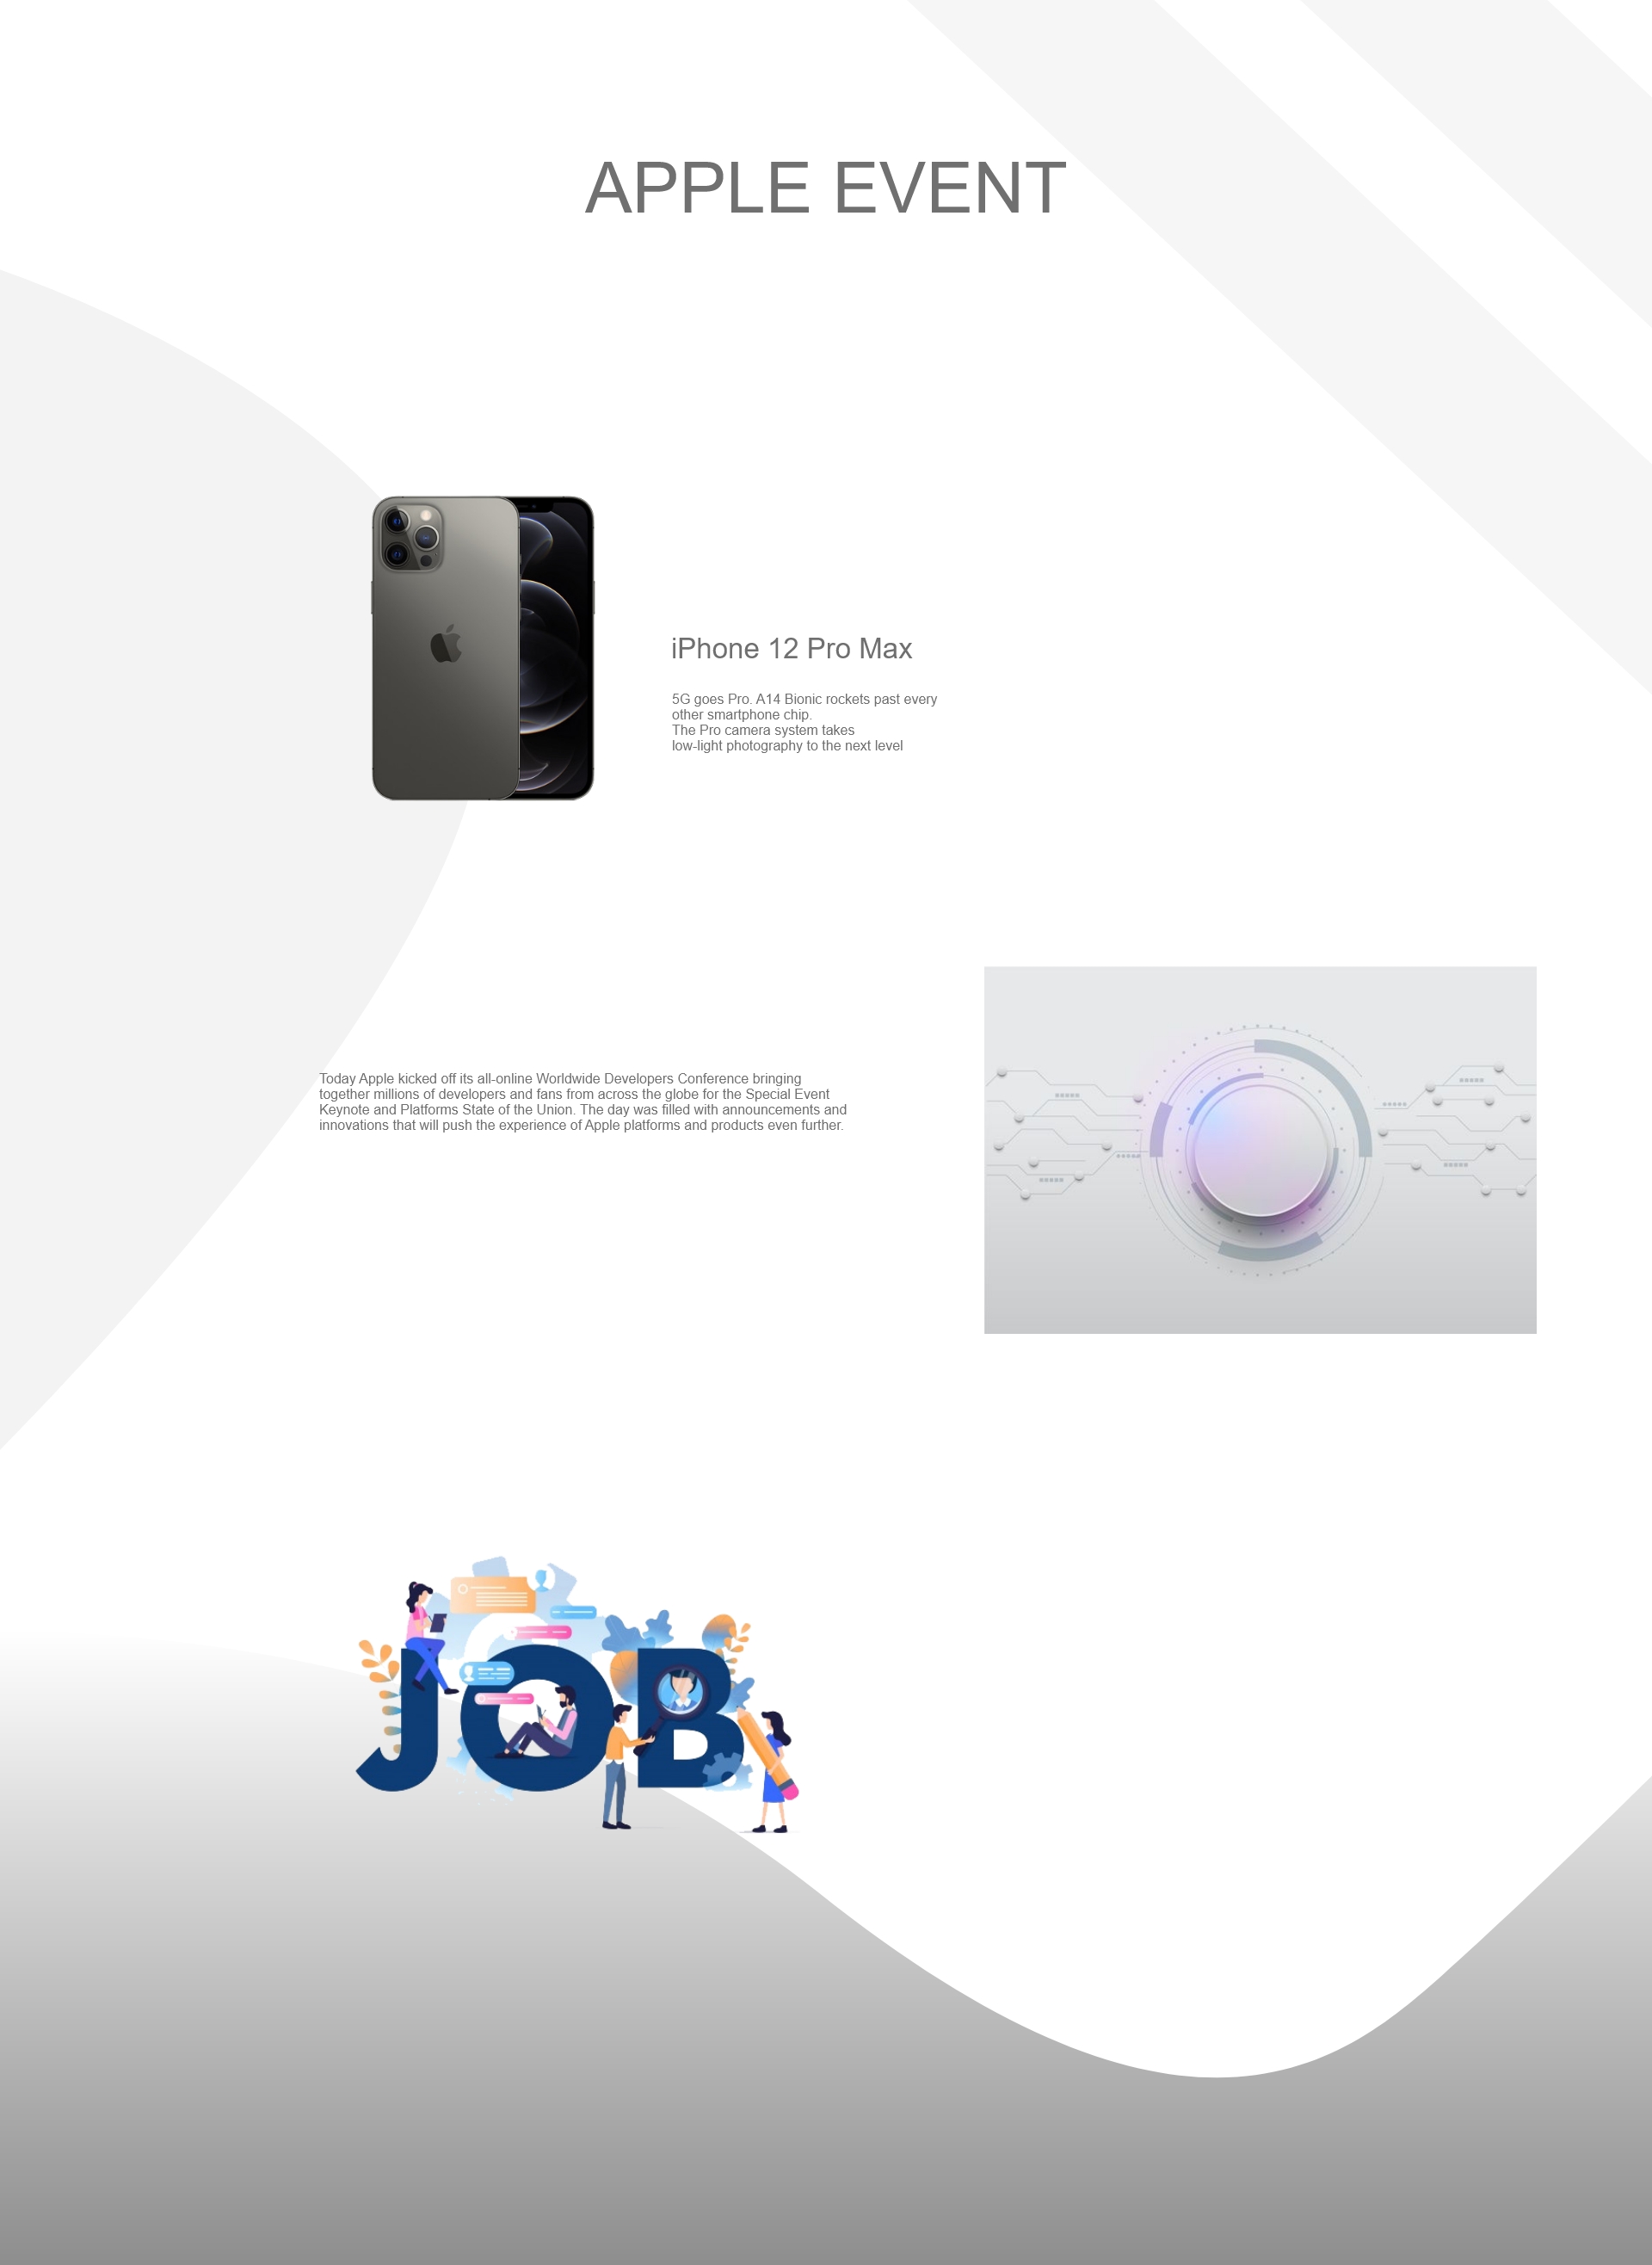 APPLE EVENT
iPhone 12 Pro Max
5G goes Pro. A14 Bionic rockets past every
other smartphone chip.
The Pro camera system takes
low-light photography to the next level
Today Apple kicked off its all-online Worldwide Developers Conference bringing
together millions of developers and fans from across the globe for the Special Event
Keynote and Platforms State of the Union. The day was filled with announcements and
innovations that will push the experience of Apple platforms and products even further.
JOB